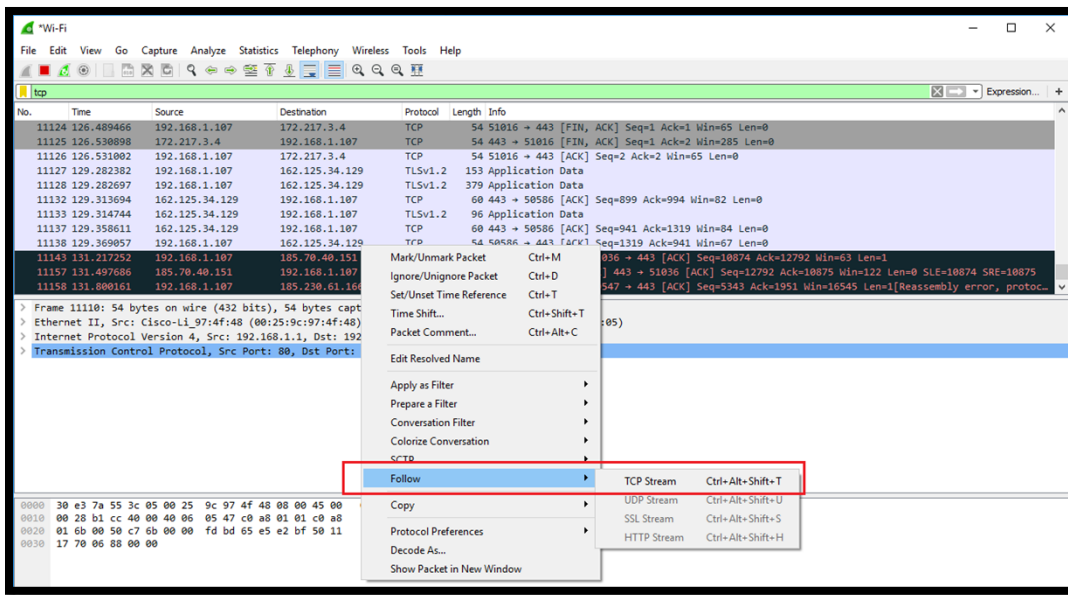 *Wi-Fi
File Edit View Go Capture Analyze Statistics Telephony Wireless Tools Help
tcp Expression... +
No. Time Source Destination Protocol Length Info
11124 126.489466 192.168.1.107 172.217.3.4 TCP 54 51016 → 443 [FIN, ACK] Seq=1 Ack=1 Win=65 Len=0
11125 126.530898 172.217.3.4 192.168.1.107 TCP 54 443 → 51016 [FIN, ACK] Seq=1 Ack=2 Win=285 Len=0
11126 126.531002 192.168.1.107 172.217.3.4 TCP 54 51016 → 443 [ACK] Seq=2 Ack=2 Win=65 Len=0
11127 129.282382 192.168.1.107 162.125.34.129 TLSv1.2 153 Application Data
11128 129.282697 192.168.1.107 162.125.34.129 TLSv1.2 379 Application Data
11132 129.313694 162.125.34.129 192.168.1.107 TCP 60 443 → 50586 [ACK] Seq=899 Ack=994 Win=82 Len=0
11133 129.314744 162.125.34.129 192.168.1.107 TLSv1.2 96 Application Data
11137 129.358611 162.125.34.129 192.168.1.107 TCP 60 443 → 50586 [ACK] Seq=941 Ack=1319 Win=84 Len=0
11138 129.369057 192.168.1.107 162.125.34.129 TCP 54 50586 → 443 [ACK] Seq=1319 Ack=941 Win=67 Len=0
11143 131.217252 192.168.1.107 185.70.40.151 036 → 443 [ACK] Seq=10874 Ack=12792 Win=63 Len=1
11157 131.497686 185.70.40.151 192.168.1.107 ] 443 → 51036 [ACK] Seq=12792 Ack=10875 Win=122 Len=0 SLE=10874 SRE=10875
11158 131.800161 192.168.1.107 185.230.61.166 547 → 443 [ACK] Seq=5343 Ack=1951 Win=16545 Len=1[Reassembly error, protoc...
Mark/Unmark Packet Ctrl+M
Ignore/Unignore Packet Ctrl+D
Set/Unset Time Reference Ctrl+T
Time Shift... Ctrl+Shift+T
Packet Comment... Ctrl+Alt+C
Edit Resolved Name
Apply as Filter
Prepare a Filter
Conversation Filter
Colorize Conversation
SCTP
Follow
Copy
Protocol Preferences
Decode As...
Show Packet in New Window
TCP Stream Ctrl+Alt+Shift+T
UDP Stream Ctrl+Alt+Shift+U
SSL Stream Ctrl+Alt+Shift+S
HTTP Stream Ctrl+Alt+Shift+H
Frame 11110: 54 bytes on wire (432 bits), 54 bytes capt
Ethernet II, Src: Cisco-Li_97:4f:48 (00:25:9c:97:4f:48) :05)
Internet Protocol Version 4, Src: 192.168.1.1, Dst: 192
Transmission Control Protocol, Src Port: 80, Dst Port:
0000 30 e3 7a 55 3c 05 00 25 9c 97 4f 48 08 00 45 00
0010 00 28 b1 cc 40 00 40 06 05 47 c0 a8 01 01 c0 a8
0020 01 6b 00 50 c7 6b 00 00 fd bd 65 e5 e2 bf 50 11
0030 17 70 06 88 00 00